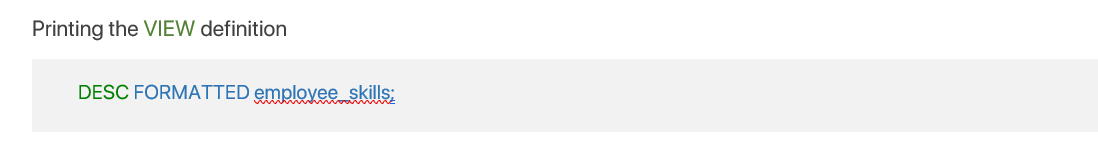 Printing the VIEW definition
DESC FORMATTED employee_skills;